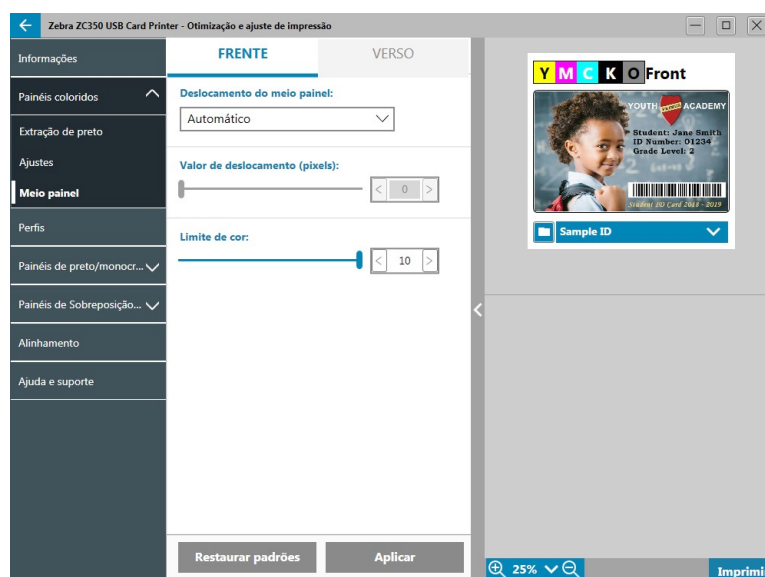 Zebra ZC350 USB Card Printer - Otimização e ajuste de impressão
Informações
Painéis coloridos
Extração de preto
Ajustes
Meio painel
Perfis
Painéis de preto/monocr...
Painéis de Sobreposição...
Alinhamento
Ajuda e suporte
FRENTE VERSO
Deslocamento do meio painel:
Automático
Valor de deslocamento (pixels):
< 0 >
Limite de cor:
< 10 >
Restaurar padrões Aplicar
Y M C K O Front
YOUTH ACADEMY
Student: Jane Smith
ID Number: 01234
Grade Level: 2
Student ID Card 2018 - 2019
Sample ID
25%
Imprimi